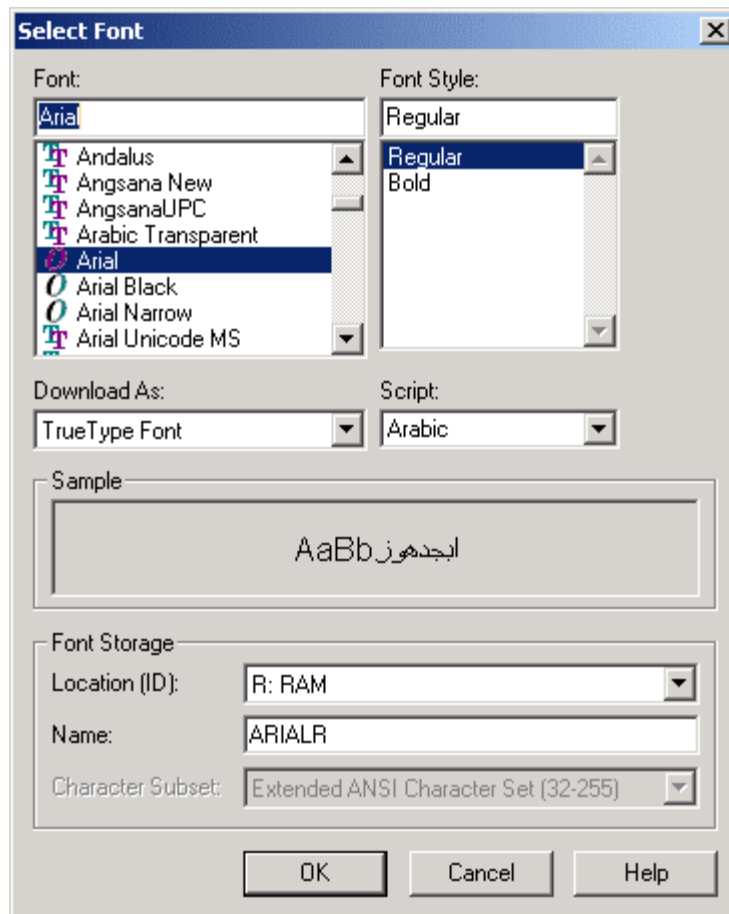 Select Font
Font:
Font Style:
Arial
Regular
Andalus
Angsana New
AngsanaUPC
Arabic Transparent
Arial
Arial Black
Arial Narrow
Arial Unicode MS
Regular
Bold
Download As:
Script:
TrueType Font
Arabic
Sample
AaBbابجدهوز
Font Storage
Location (ID):
R: RAM
Name:
ARIALR
Character Subset:
Extended ANSI Character Set (32-255)
OK
Cancel
Help